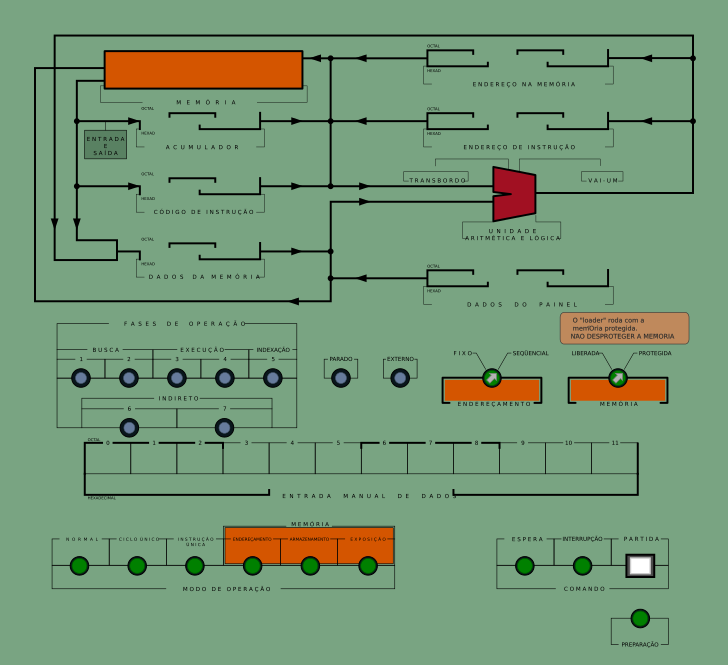 OCTAL
HEXAD
ENDEREÇO NA MEMÓRIA
MEMÓRIA
OCTAL
HEXAD
ACUMULADOR
ENTRADA
E
SAÍDA
OCTAL
HEXAD
ENDEREÇO DE INSTRUÇÃO
OCTAL
HEXAD
CÓDIGO DE INSTRUÇÃO
TRANSBORDO
VAI-UM
UNIDADE
ARITMÉTICA E LÓGICA
OCTAL
HEXAD
DADOS DA MEMÓRIA
OCTAL
HEXAD
DADOS DO PAINEL
O "loader" roda com a
memlOria protegida.
NAO DESPROTEGER A MEMORIA
FASES DE OPERAÇÃO
BUSCA EXECUÇÃO INDEXAÇÃO
1 2 3 4 5
INDIRETO
6 7
PARADO
EXTERNO
FIXO SEQÜENCIAL
ENDEREÇAMENTO
LIBERADA PROTEGIDA
MEMÓRIA
OCTAL
0 1 2 3 4 5 6 7 8 9 10 11
HEXADECIMAL
ENTRADA MANUAL DE DADOS
MEMÓRIA
NORMAL CICLO ÚNICO INSTRUÇÃO
ÚNICA
ENDEREÇAMENTO ARMAZENAMENTO EXPOSIÇÃO
MODO DE OPERAÇÃO
ESPERA INTERRUPÇÃO PARTIDA
COMANDO
PREPARAÇÃO